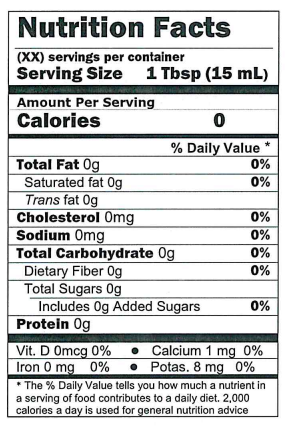 Nutrition Facts
(XX) servings per container
Serving Size 1 Tbsp (15 mL)
Amount Per Serving
Calories 0
% Daily Value *
Total Fat 0g 0%
Saturated fat 0g 0%
Trans fat 0g
Cholesterol 0mg 0%
Sodium 0mg 0%
Total Carbohydrate 0g 0%
Dietary Fiber 0g 0%
Total Sugars 0g
Includes 0g Added Sugars 0%
Protein 0g
Vit. D 0mcg 0% ● Calcium 1 mg 0%
Iron 0 mg 0% ● Potas. 8 mg 0%
* The % Daily Value tells you how much a nutrient in
a serving of food contributes to a daily diet. 2,000
calories a day is used for general nutrition advice